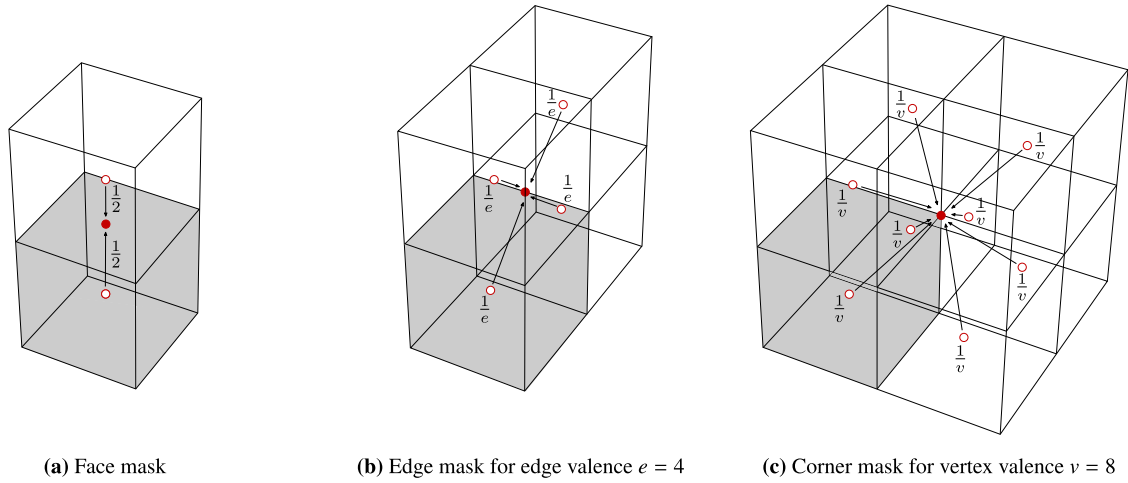 1/2
1/2
1/e
1/e
1/e
1/e
1/v
1/v
1/v
1/v
1/v
1/v
1/v
1/v
(a) Face mask
(b) Edge mask for edge valence e = 4
(c) Corner mask for vertex valence v = 8